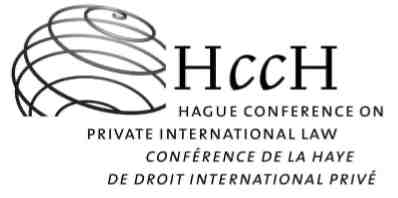 HccH
HAGUE CONFERENCE ON
PRIVATE INTERNATIONAL LAW
CONFÉRENCE DE LA HAYE
DE DROIT INTERNATIONAL PRIVÉ